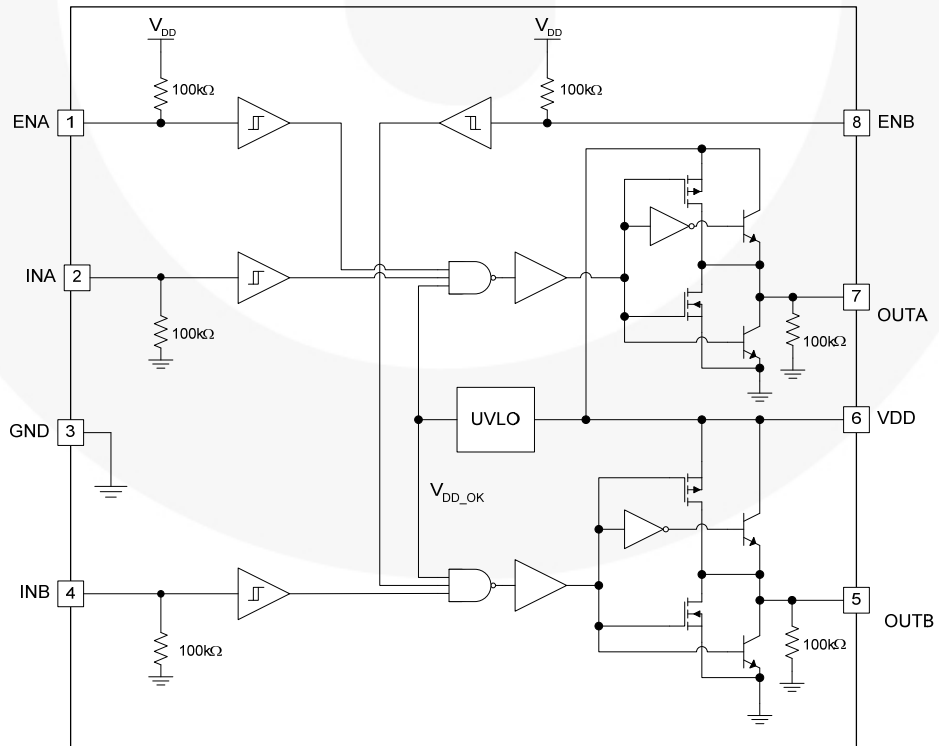 VDD
VDD
100kΩ
100kΩ
ENA
1
8
ENB
INA
2
7
OUTA
100kΩ
100kΩ
GND
3
UVLO
6
VDD
VDD_OK
INB
4
5
OUTB
100kΩ
100kΩ